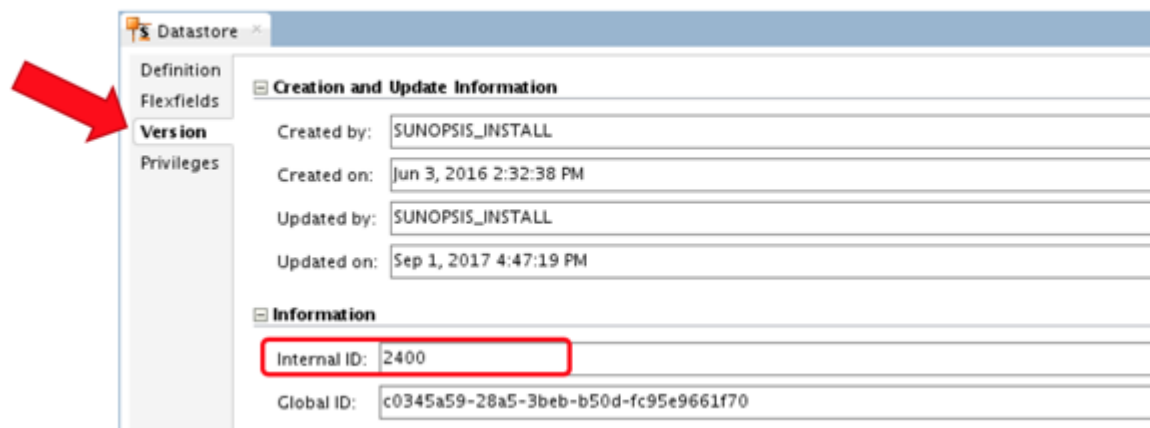 Datastore
Definition
Flexfields
Version
Privileges
Creation and Update Information
Created by: SUNOPSIS_INSTALL
Created on: Jun 3, 2016 2:32:38 PM
Updated by: SUNOPSIS_INSTALL
Updated on: Sep 1, 2017 4:47:19 PM
Information
Internal ID: 2400
Global ID: c0345a59-28a5-3beb-b50d-fc95e9661f70